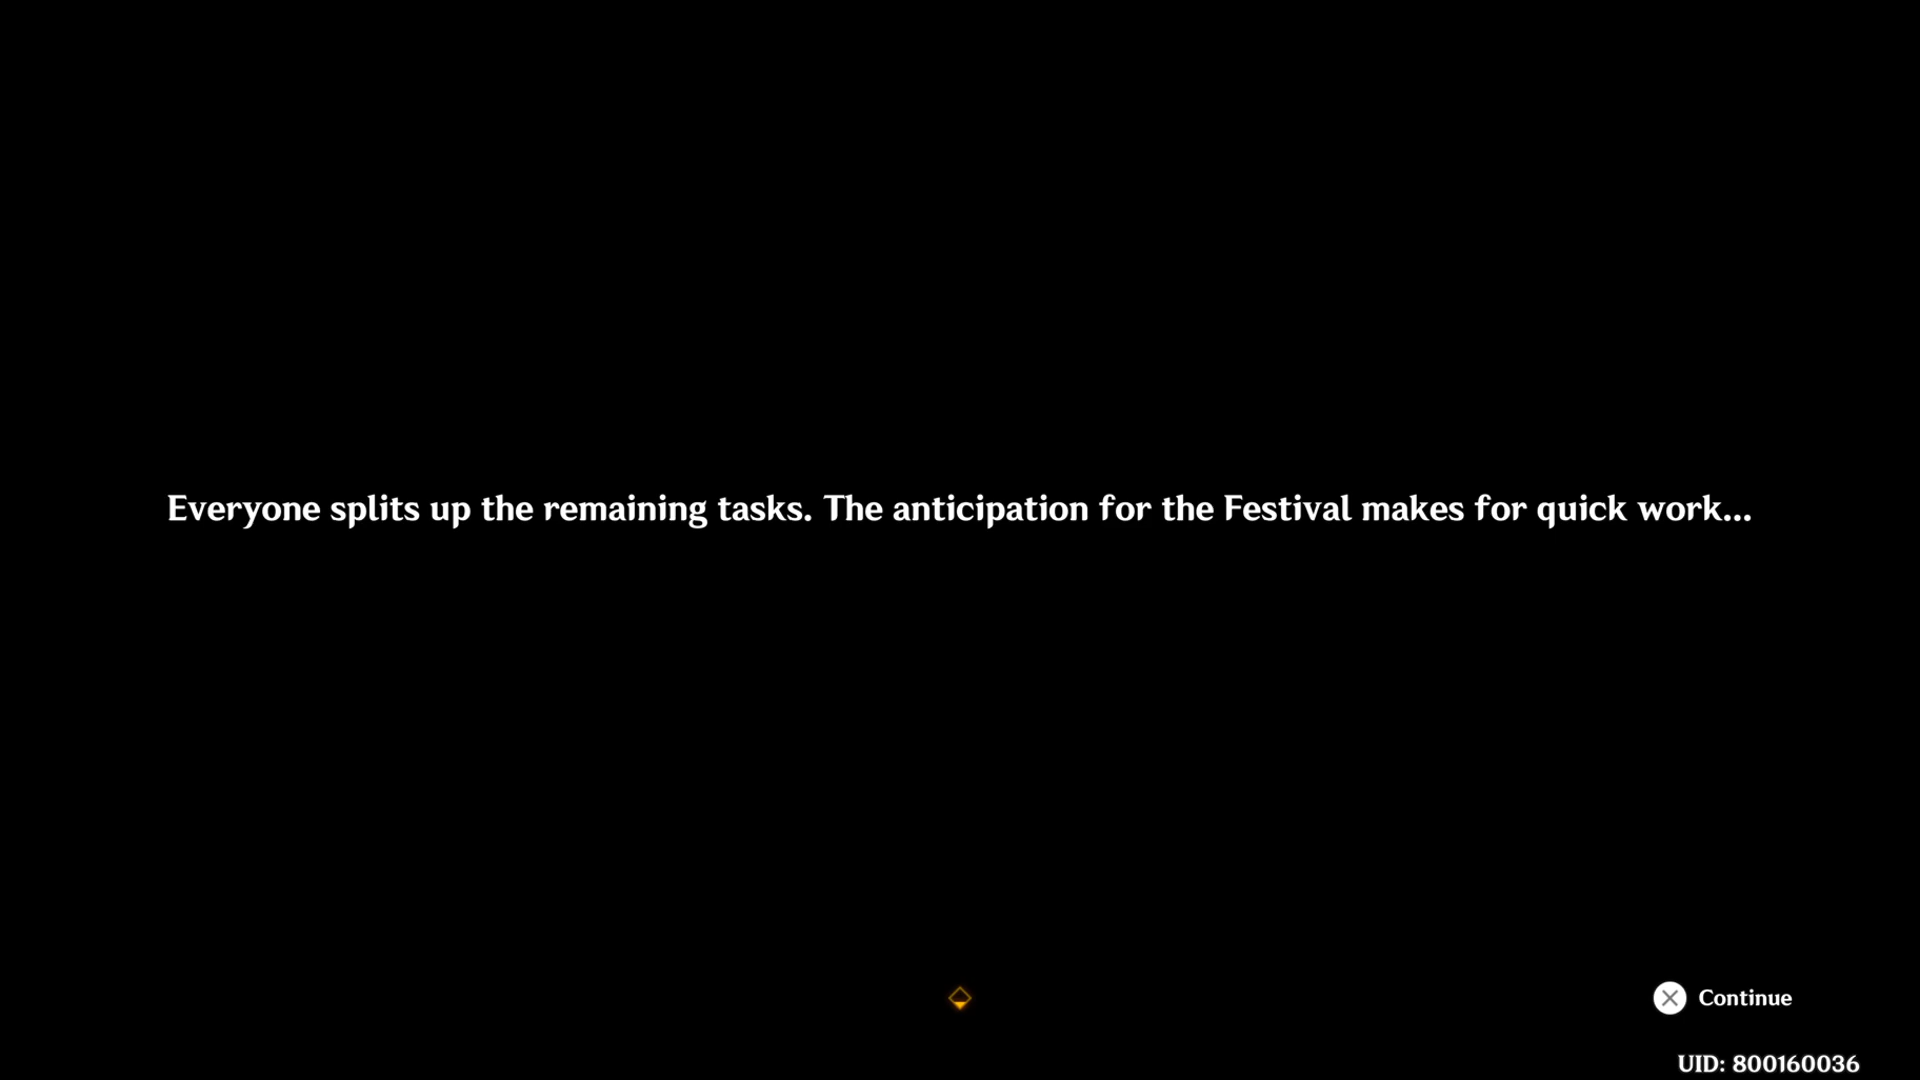 Everyone splits up the remaining tasks. The anticipation for the Festival makes for quick work...
Continue
UID: 800160036